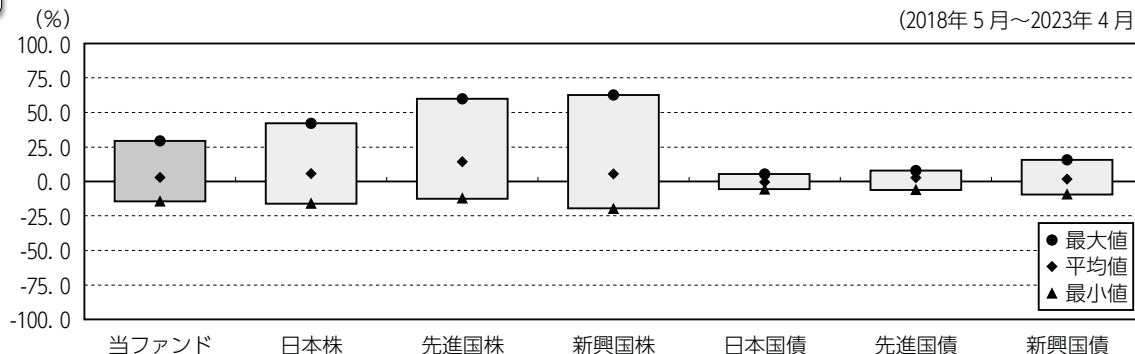 (%)
(2018年5月～2023年4月
100.0
75.0
50.0
25.0
0.0
-25.0
-50.0
-75.0
-100.0
● 最大値
◆ 平均値
▲ 最小値
当ファンド 日本株 先進国株 新興国株 日本国債 先進国債 新興国債